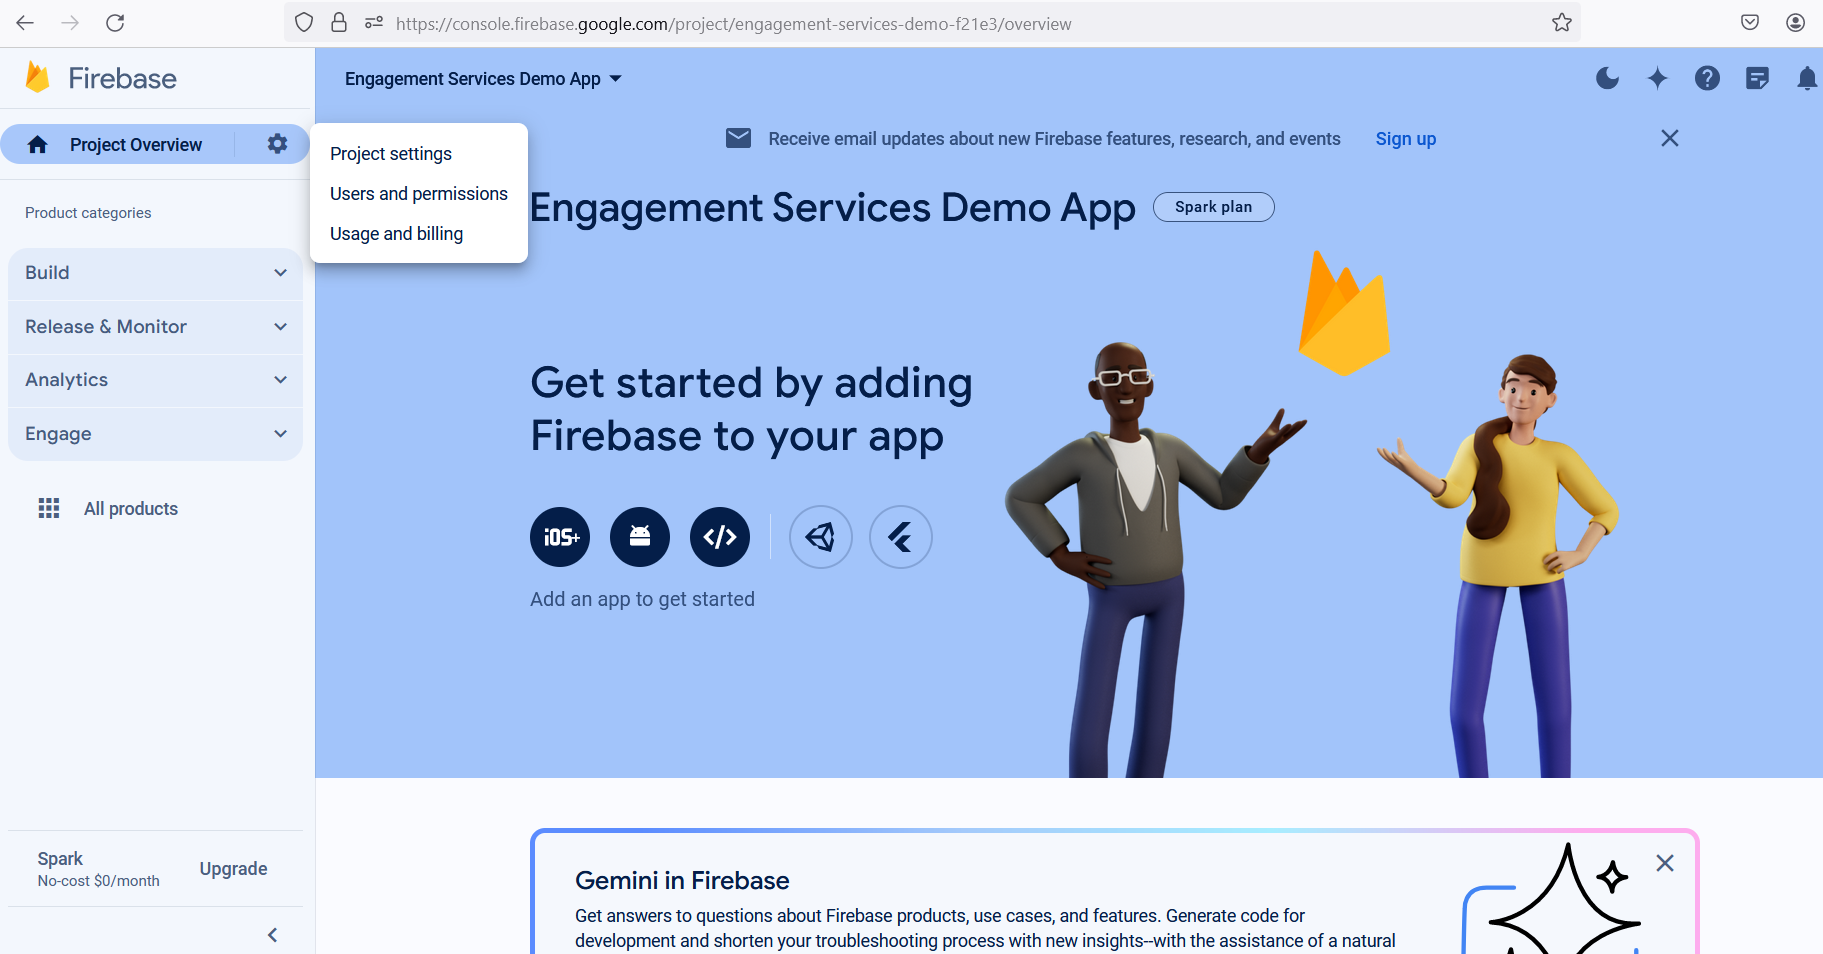 https://console.firebase.google.com/project/engagement-services-demo-f21e3/overview
Firebase
Engagement Services Demo App
Project Overview
Project settings
Users and permissions
Usage and billing
Receive email updates about new Firebase features, research, and events Sign up
Engagement Services Demo App Spark plan
Product categories
Build
Release & Monitor
Analytics
Engage
All products
Get started by adding
Firebase to your app
iOS+
Add an app to get started
Spark
No-cost $0/month
Upgrade
Gemini in Firebase
Get answers to questions about Firebase products, use cases, and features. Generate code for
development and shorten your troubleshooting process with new insights--with the assistance of a natural